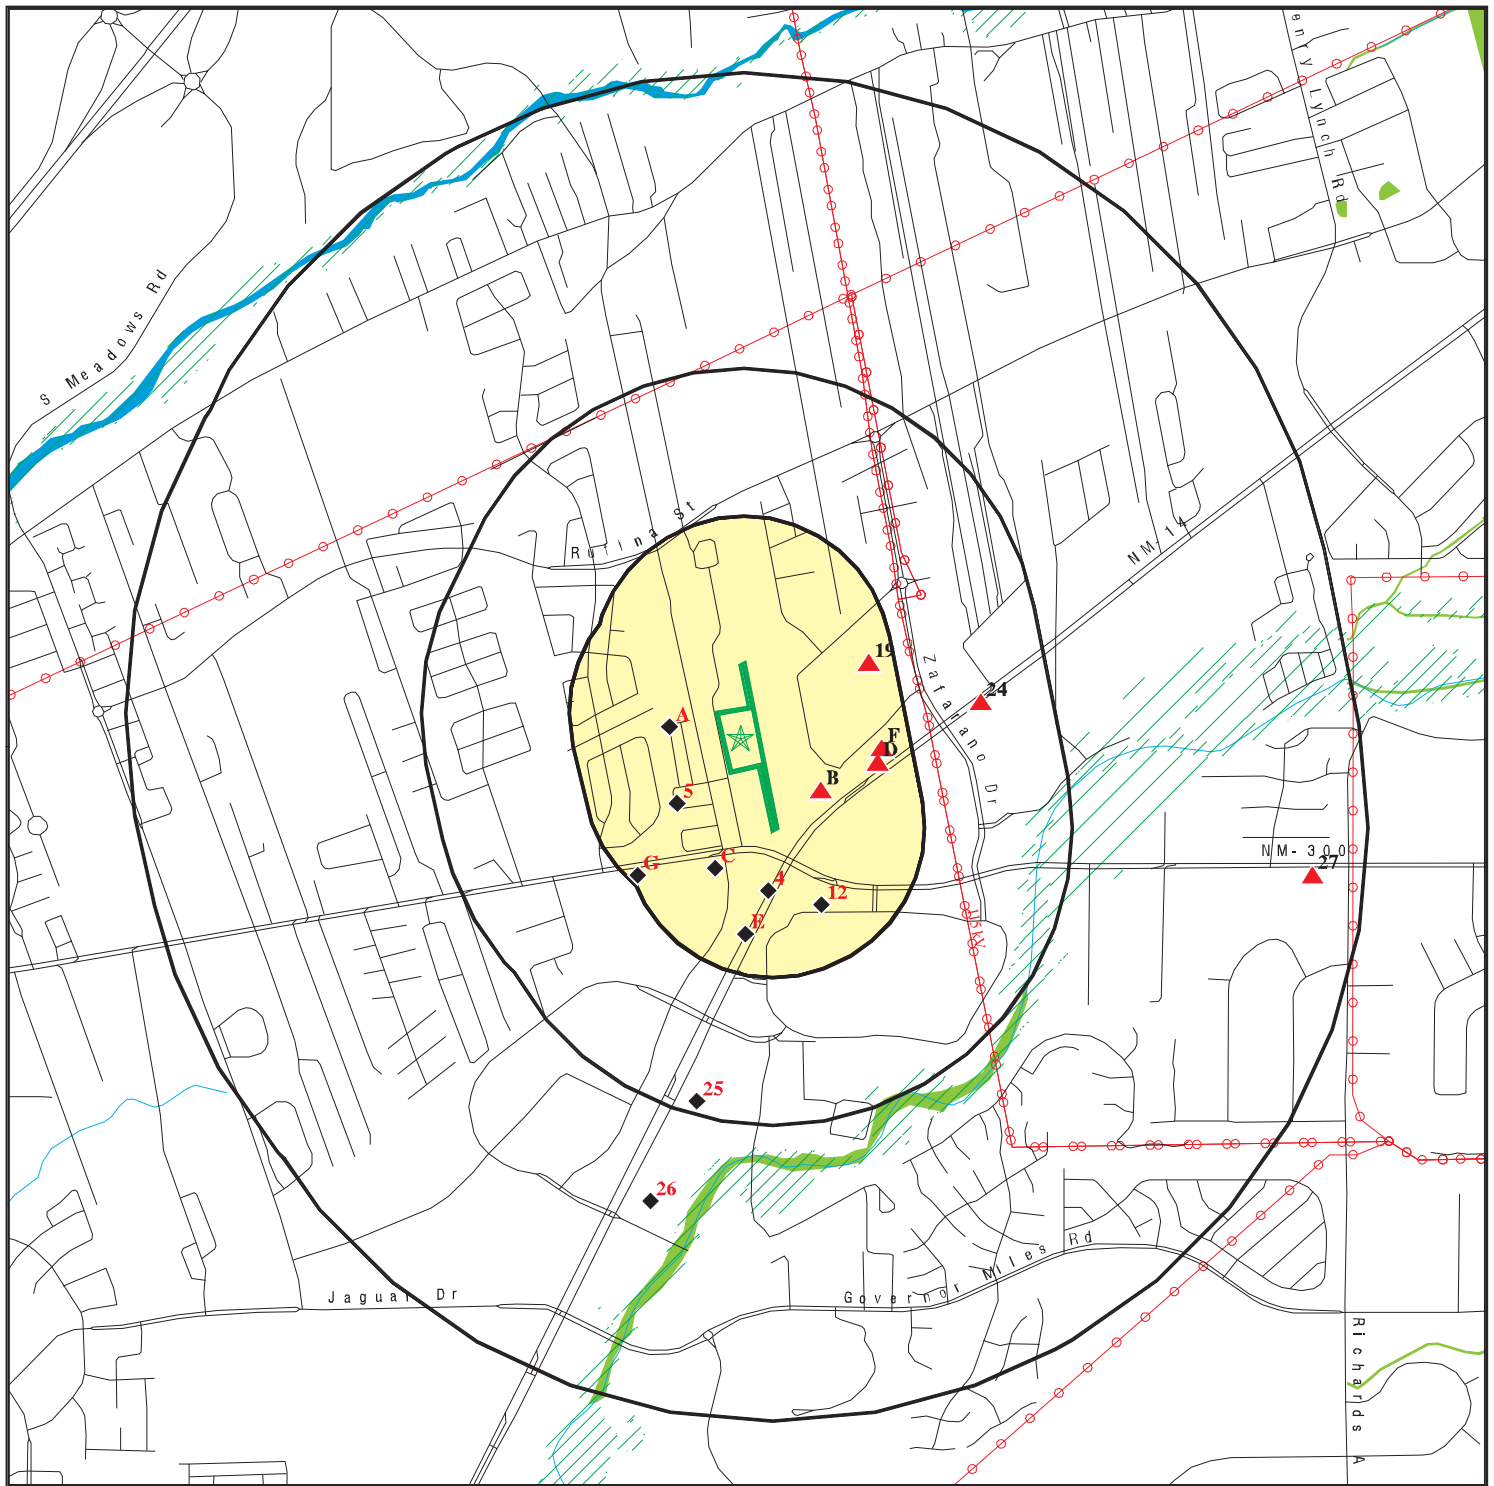 enry Lynch Rd
S Meadows Rd
Rufina St
NM-14
19
Zafarano Dr
24
A
F
D
B
5
NM-300
27
C
G
4
12
E
115kV
25
26
Governor Miles Rd
Jaguar Dr
Richards A